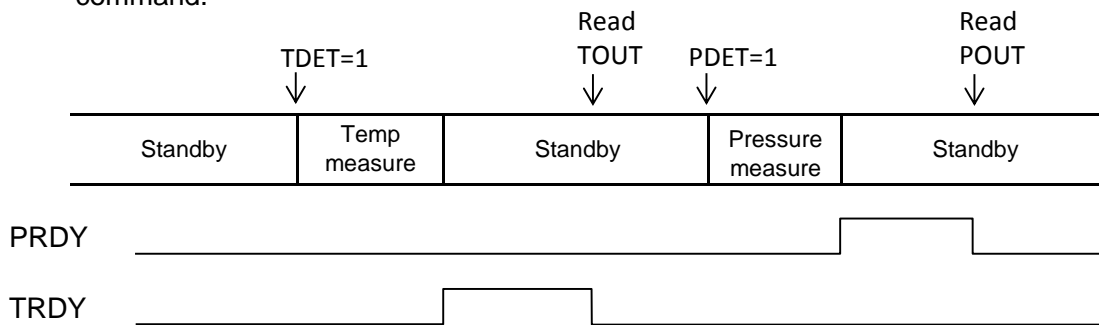 command.
Read
TOUT
Read
POUT
TDET=1
PDET=1
Standby
Temp
measure
Standby
Pressure
measure
Standby
PRDY
TRDY